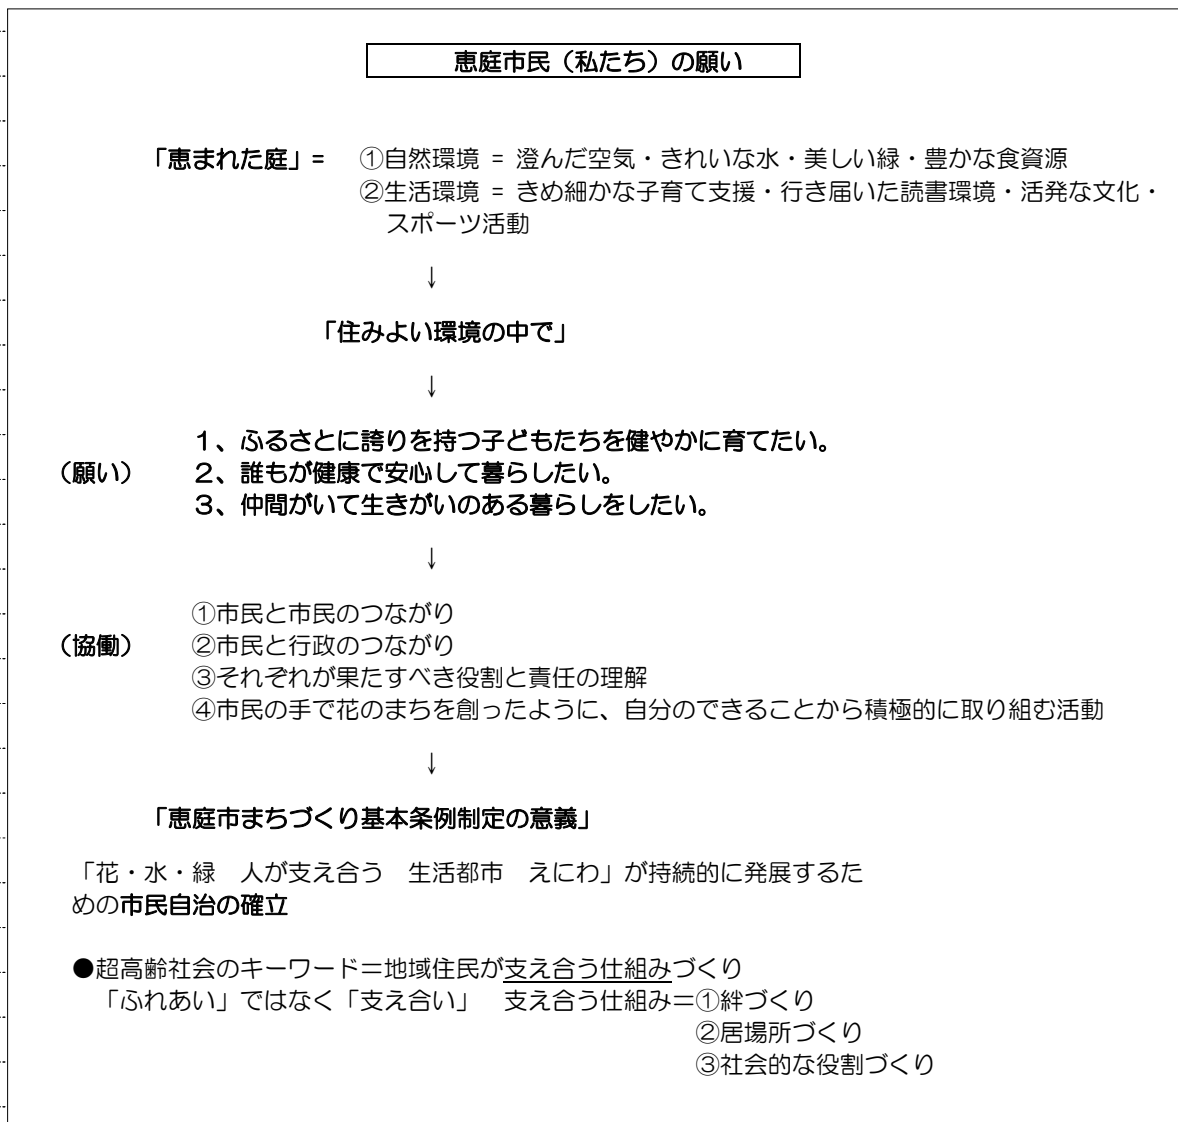 恵庭市民（私たち）の願い
「恵まれた庭」= ①自然環境 = 澄んだ空気・きれいな水・美しい緑・豊かな食資源
②生活環境 = きめ細かな子育て支援・行き届いた読書環境・活発な文化・
スポーツ活動
↓
「住みよい環境の中で」
↓
１、ふるさとに誇りを持つ子どもたちを健やかに育てたい。
（願い） ２、誰もが健康で安心して暮らしたい。
３、仲間がいて生きがいのある暮らしをしたい。
↓
①市民と市民のつながり
（協働） ②市民と行政のつながり
③それぞれが果たすべき役割と責任の理解
④市民の手で花のまちを創ったように、自分のできることから積極的に取り組む活動
↓
「恵庭市まちづくり基本条例制定の意義」
「花・水・緑　人が支え合う　生活都市　えにわ」が持続的に発展するた
めの市民自治の確立
●超高齢社会のキーワード＝地域住民が支え合う仕組みづくり
「ふれあい」ではなく「支え合い」　支え合う仕組み＝①絆づくり
②居場所づくり
③社会的な役割づくり